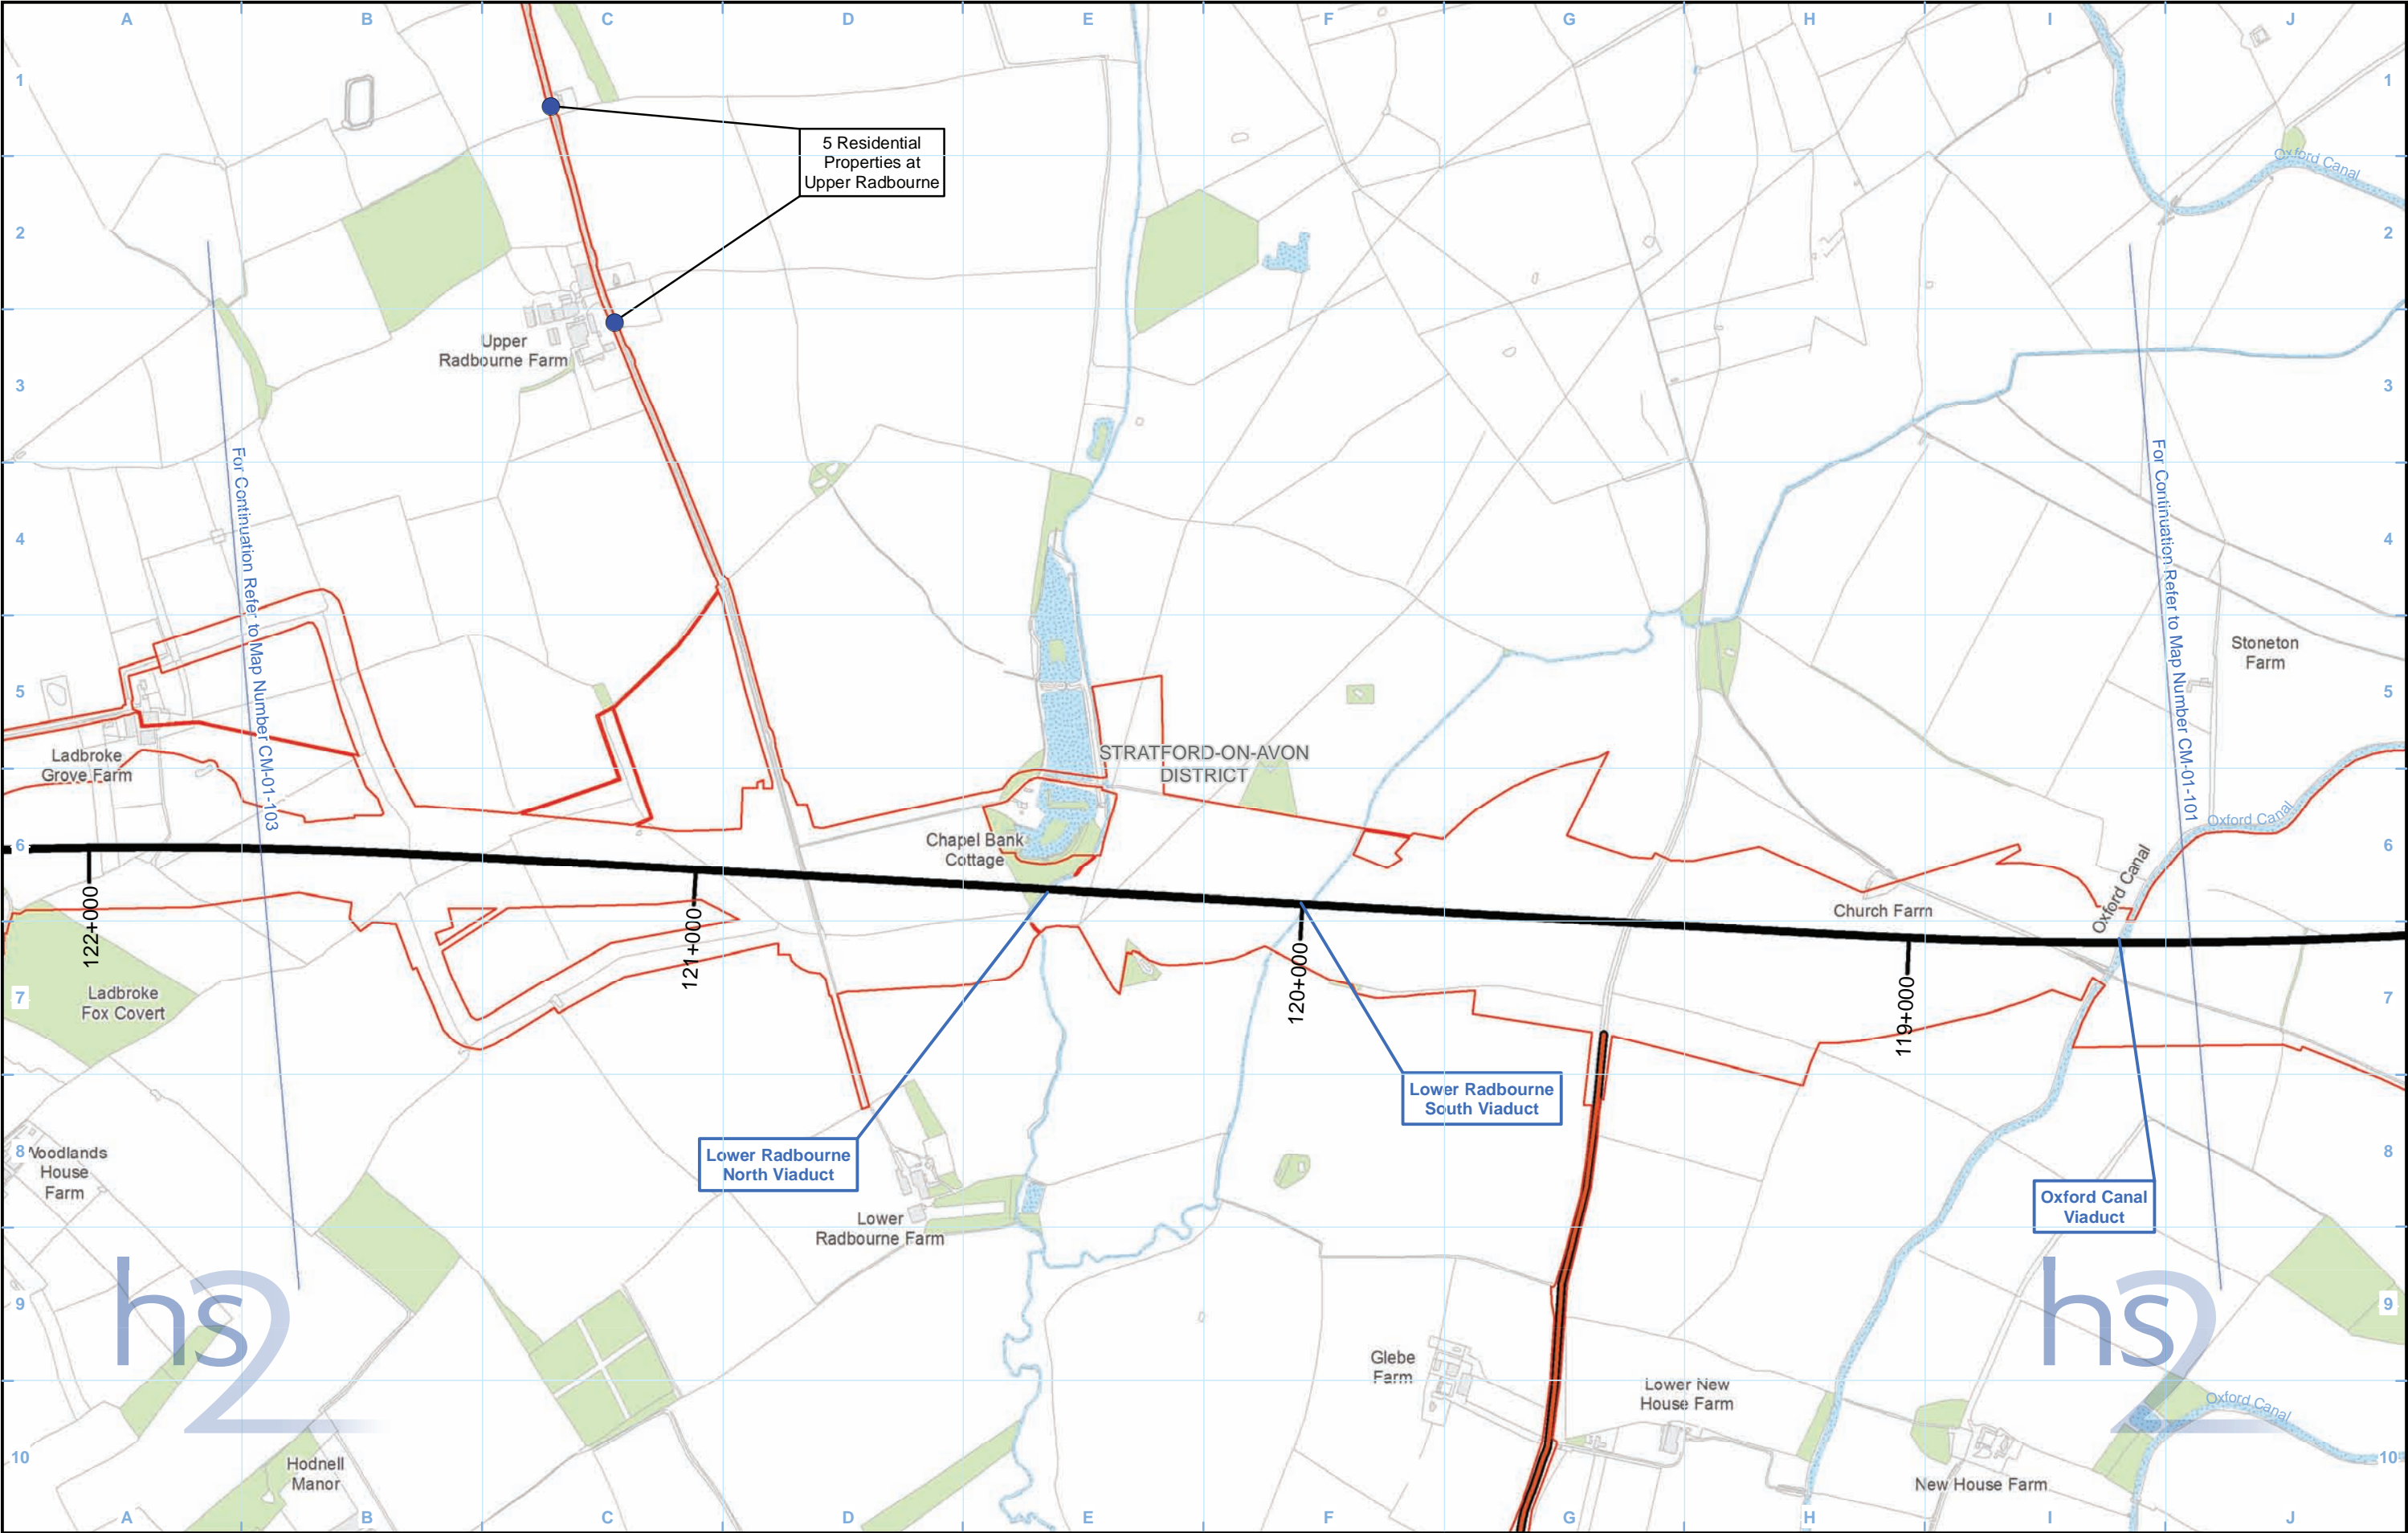 A B C D E F G H I J
1
1
5 Residential
Properties at
Upper Radbourne
Oxford Canal
2
2
Upper
Radbourne Farm
3
3
For Continuation Refer to Map Number CM-01-103
For Continuation Refer to Map Number CM-01-101
4
4
Stoneton
Farm
5
5
Ladbroke
Grove Farm
STRATFORD-ON-AVON
DISTRICT
Oxford Canal
6
6
Chapel Bank
Cottage
Oxford Canal
Church Farm
122+000
121+000
120+000
119+000
7
7
Ladbroke
Fox Covert
Lower Radbourne
South Viaduct
8
8
Woodlands
House
Farm
Lower Radbourne
North Viaduct
Oxford Canal
Viaduct
Lower
Radbourne Farm
9
9
hs2
hs2
Glebe
Farm
Lower New
House Farm
Oxford Canal
10
10
Hodnell
Manor
New House Farm
A B C D E F G H I J